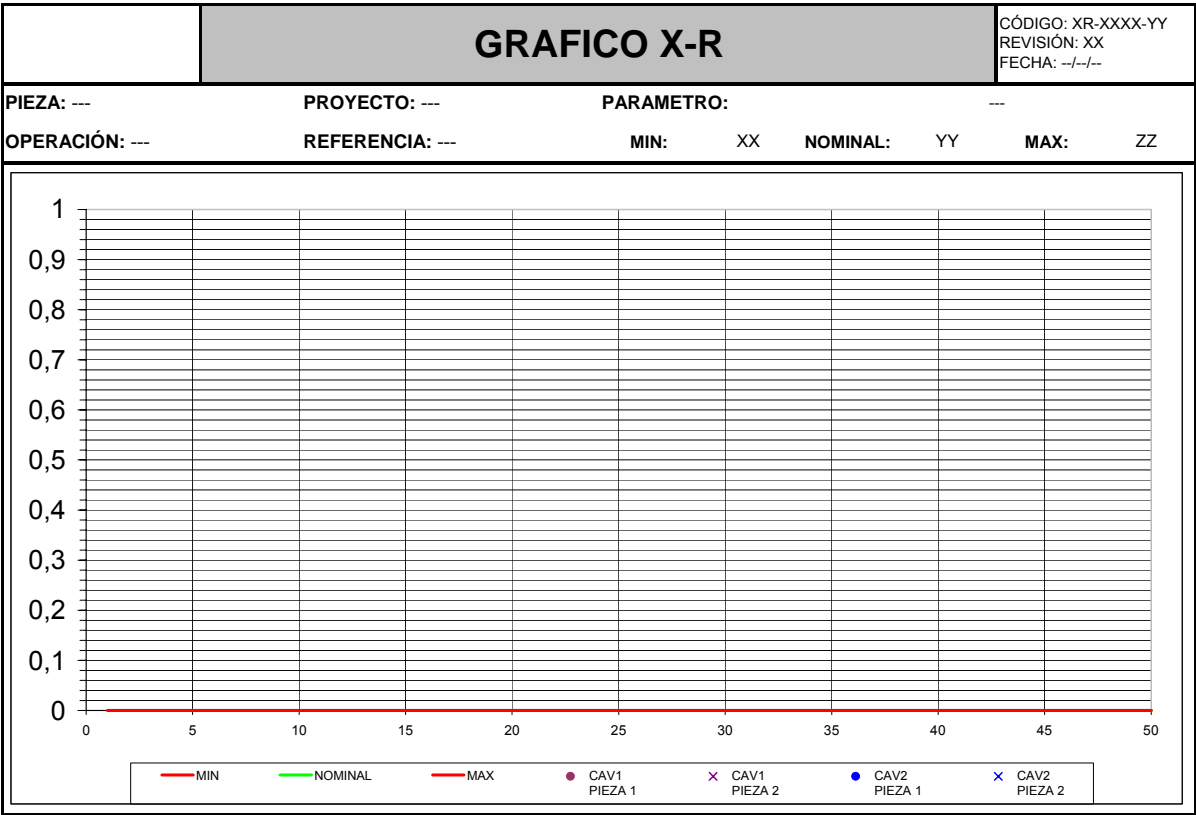 GRAFICO X-R
CÓDIGO: XR-XXXX-YY
REVISIÓN: XX
FECHA: --/--/--
PIEZA: --- PROYECTO: --- PARAMETRO: ---
OPERACIÓN: --- REFERENCIA: --- MIN: XX NOMINAL: YY MAX: ZZ
1
0,9
0,8
0,7
0,6
0,5
0,4
0,3
0,2
0,1
0
0 5 10 15 20 25 30 35 40 45 50
MIN NOMINAL MAX CAV1 CAV1 CAV2 CAV2
PIEZA 1 PIEZA 2 PIEZA 1 PIEZA 2